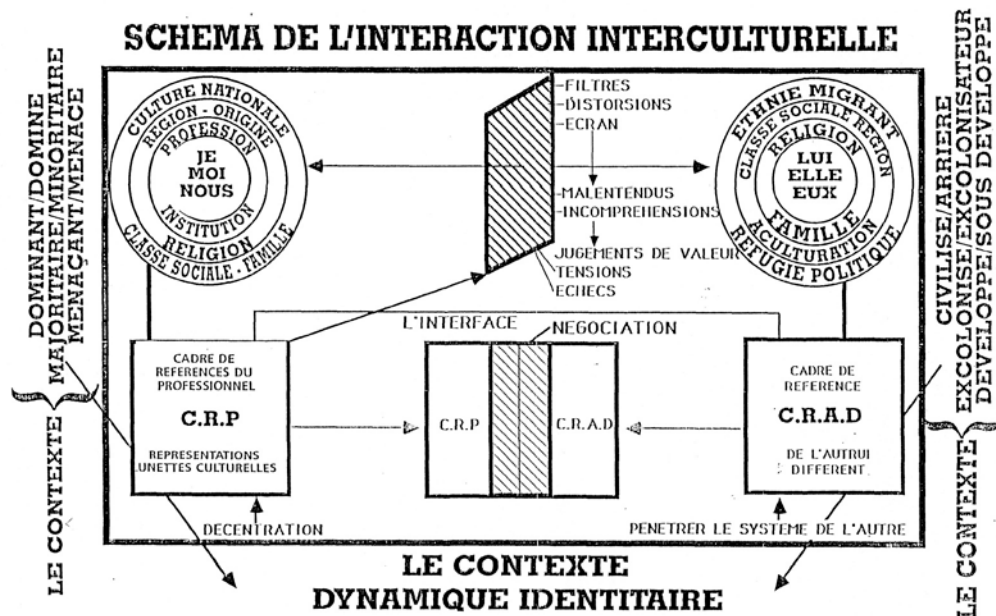 SCHEMA DE L'INTERACTION INTERCULTURELLE
DOMINANT/DOMINE
MAJORITAIRE/MINORITAIRE
MENAÇANT/MENACE
LE CONTEXTE
CULTURE NATIONALE
REGION - ORIGINE
PROFESSION
JE
MOI
NOUS
INSTITUTION
RELIGION
CLASSE SOCIALE - FAMILLE
-FILTRES
-DISTORSIONS
-ECRAN
-MALENTENDUS
-INCOMPREHENSIONS
JUGEMENTS DE VALEUR
TENSIONS
ECHECS
ETHNIE MIGRANT
CLASSE SOCIALE REGION
RELIGION
LUI
ELLE
EUX
FAMILLE
ACULTURATION
REFUGIE POLITIQUE
CIVILISE/ARRIERE
EXCOLONISE/EXCOLONISATEUR
DEVELOPPE/SOUS DEVELOPPE
LE CONTEXTE
L'INTERFACE
NEGOCIATION
CADRE DE
REFERENCES DU
PROFESSIONNEL
C.R.P
REPRESENTATIONS
LUNETTES CULTURELLES
C.R.P
C.R.A.D
CADRE DE
REFERENCE
C.R.A.D
DE L'AUTRUI
DIFFERENT
DECENTRATION
PENETRER LE SYSTEME DE L'AUTRE
LE CONTEXTE
DYNAMIQUE IDENTITAIRE